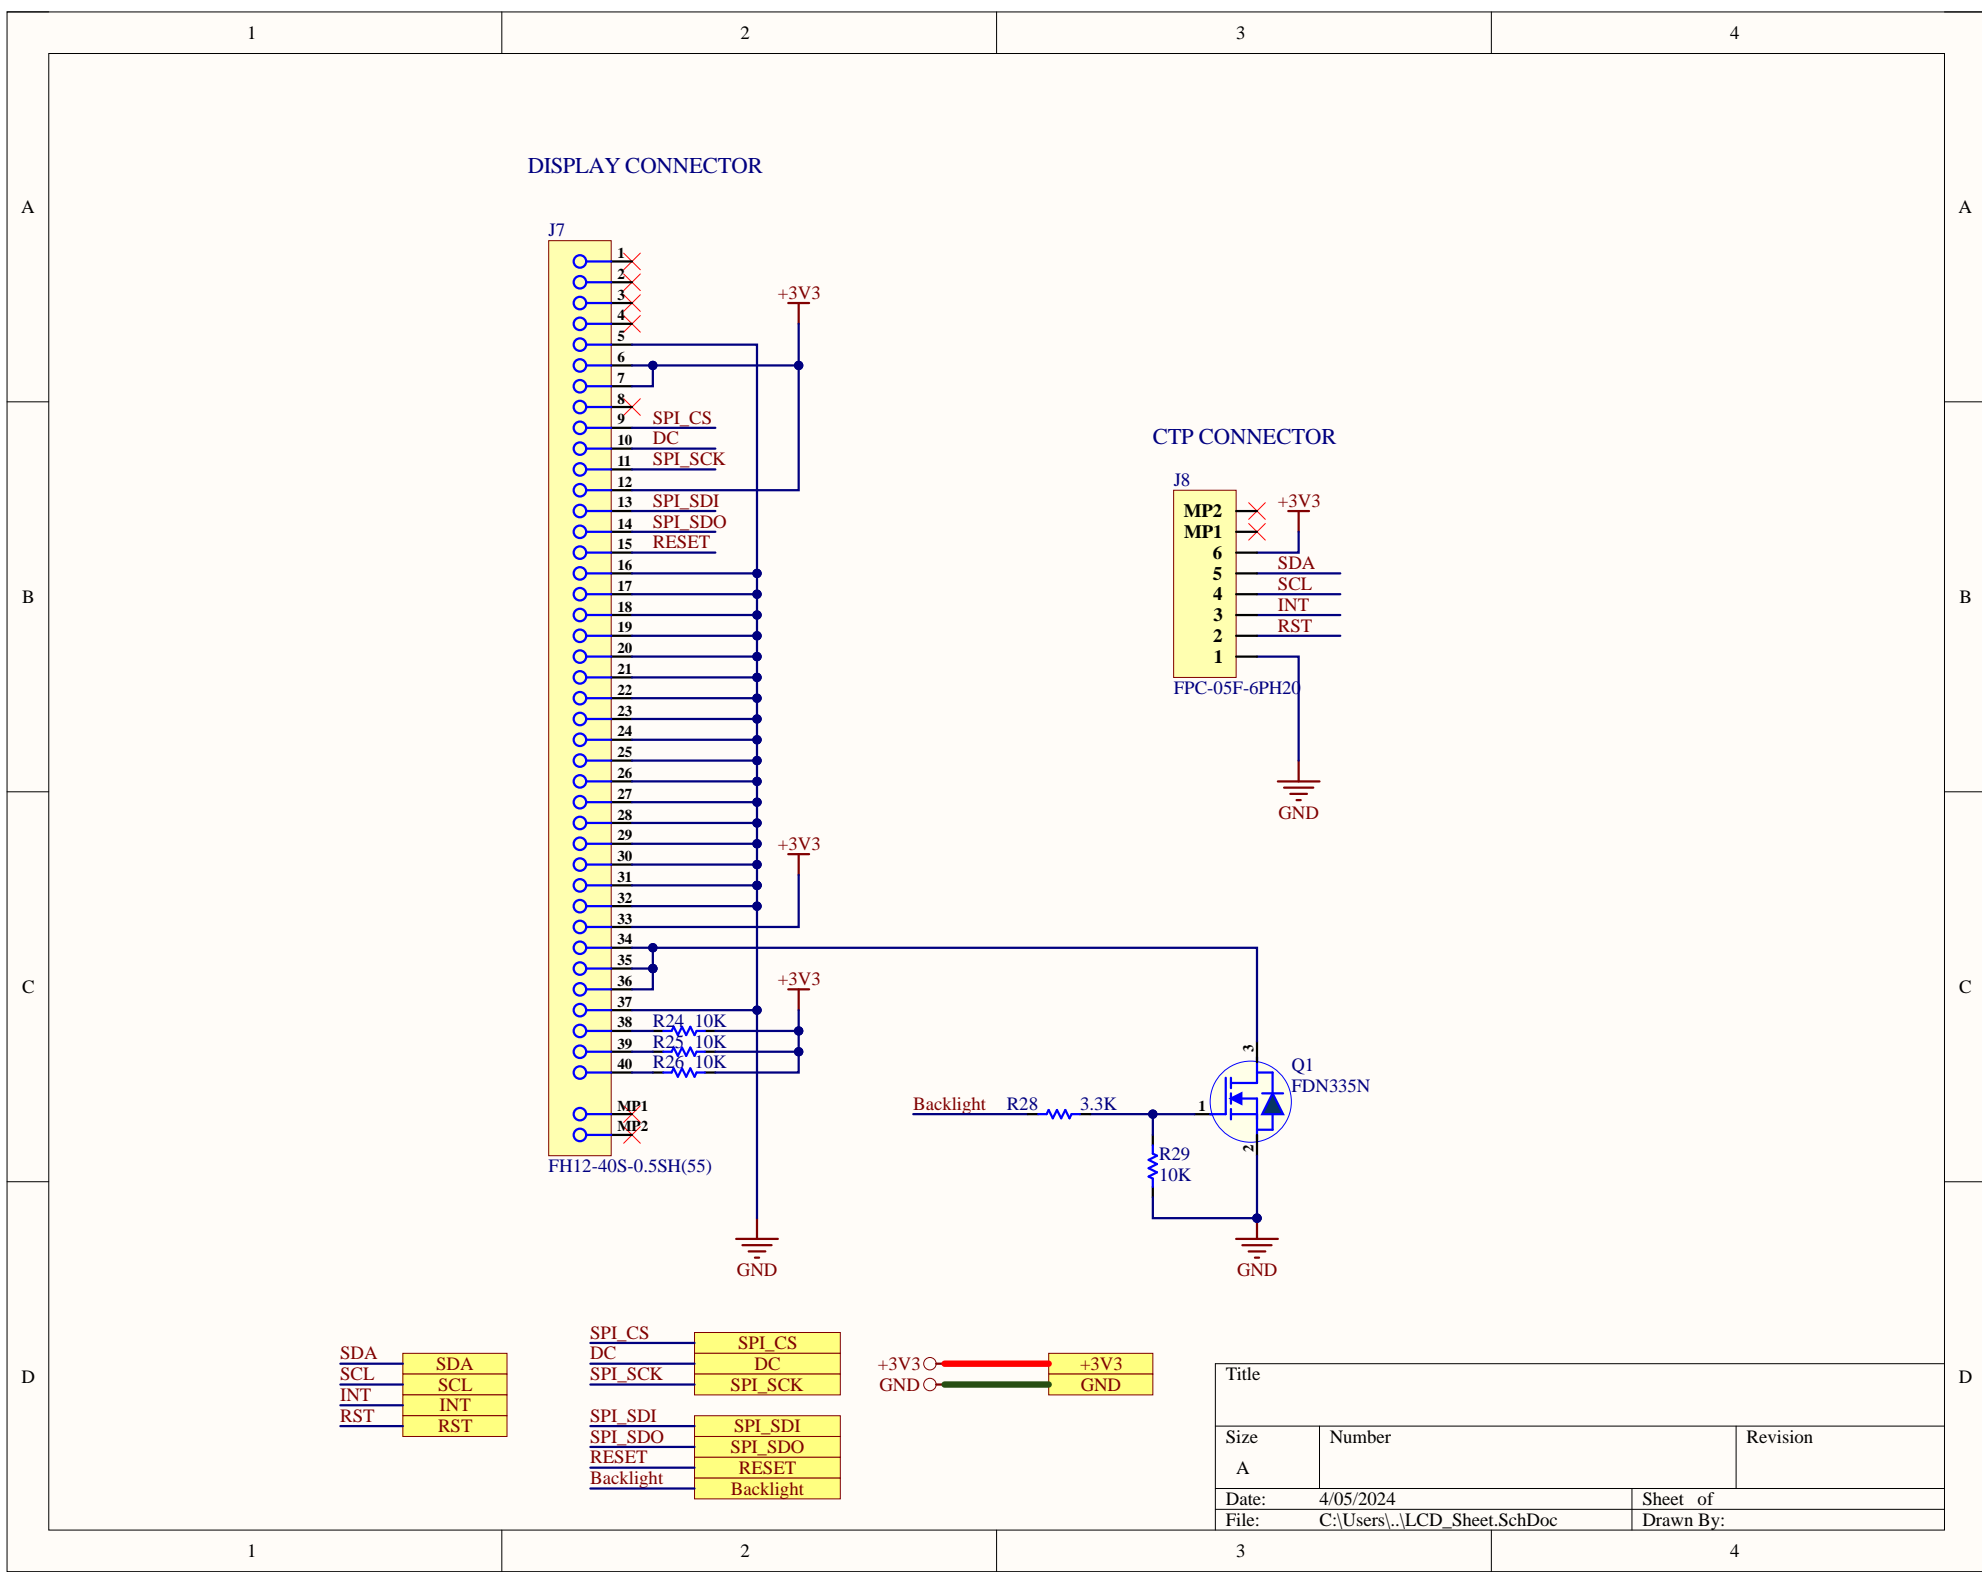 1 2 3 4
A A
B B
C C
D D
DISPLAY CONNECTOR
J7
1
2
3
4
5
6
7
8
9 SPI_CS
10 DC
11 SPI_SCK
12
13 SPI_SDI
14 SPI_SDO
15 RESET
16
17
18
19
20
21
22
23
24
25
26
27
28
29
30
31
32
33
34
35
36
37
38 R24 10K
39 R25 10K
40 R26 10K
MP1
MP2
FH12-40S-0.5SH(55)
+3V3
+3V3
+3V3
GND
CTP CONNECTOR
J8
MP2 +3V3
MP1
6
5 SDA
4 SCL
3 INT
2 RST
1
FPC-05F-6PH20
GND
Backlight R28 3.3K
R29
10K
1
2
3
Q1
FDN335N
GND
SDA SDA
SCL SCL
INT INT
RST RST
SPI_CS SPI_CS
DC DC
SPI_SCK SPI_SCK
SPI_SDI SPI_SDI
SPI_SDO SPI_SDO
RESET RESET
Backlight Backlight
+3V3 +3V3
GND GND
Title
Size Number Revision
A
Date: 4/05/2024 Sheet of
File: C:\Users\..\LCD_Sheet.SchDoc Drawn By:
1 2 3 4